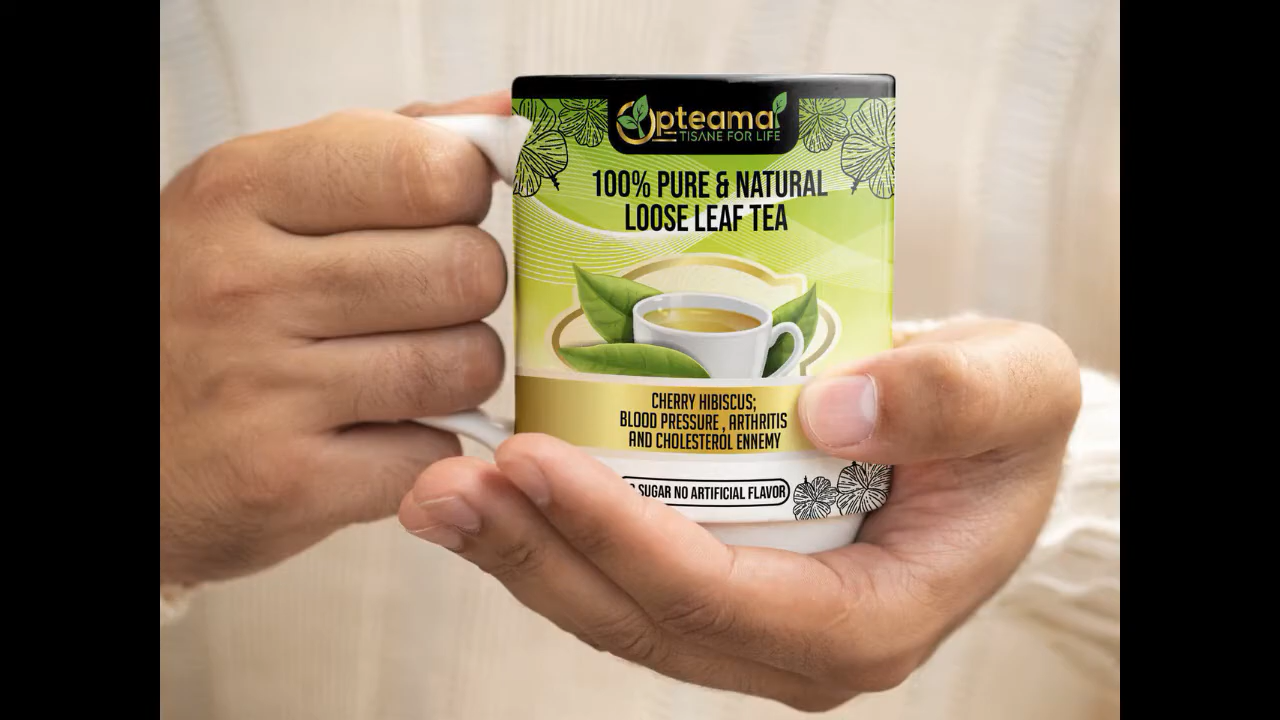 Opteama
TISANE FOR LIFE
100% PURE & NATURAL
LOOSE LEAF TEA
CHERRY HIBISCUS;
BLOOD PRESSURE , ARTHRITIS
AND CHOLESTEROL ENNEMY
SUGAR NO ARTIFICIAL FLAVOR